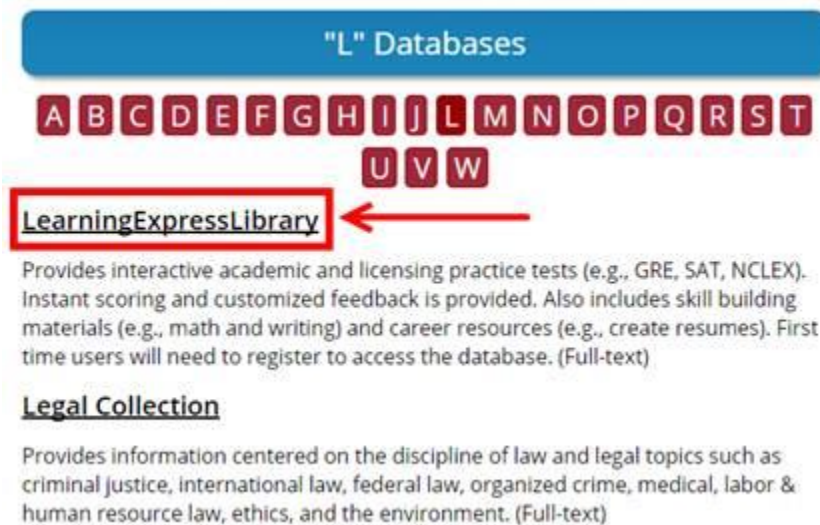 "L" Databases
A B C D E F G H I J L M N O P Q R S T
U V W
LearningExpressLibrary
Provides interactive academic and licensing practice tests (e.g., GRE, SAT, NCLEX).
Instant scoring and customized feedback is provided. Also includes skill building
materials (e.g., math and writing) and career resources (e.g., create resumes). First
time users will need to register to access the database. (Full-text)
Legal Collection
Provides information centered on the discipline of law and legal topics such as
criminal justice, international law, federal law, organized crime, medical, labor &
human resource law, ethics, and the environment. (Full-text)